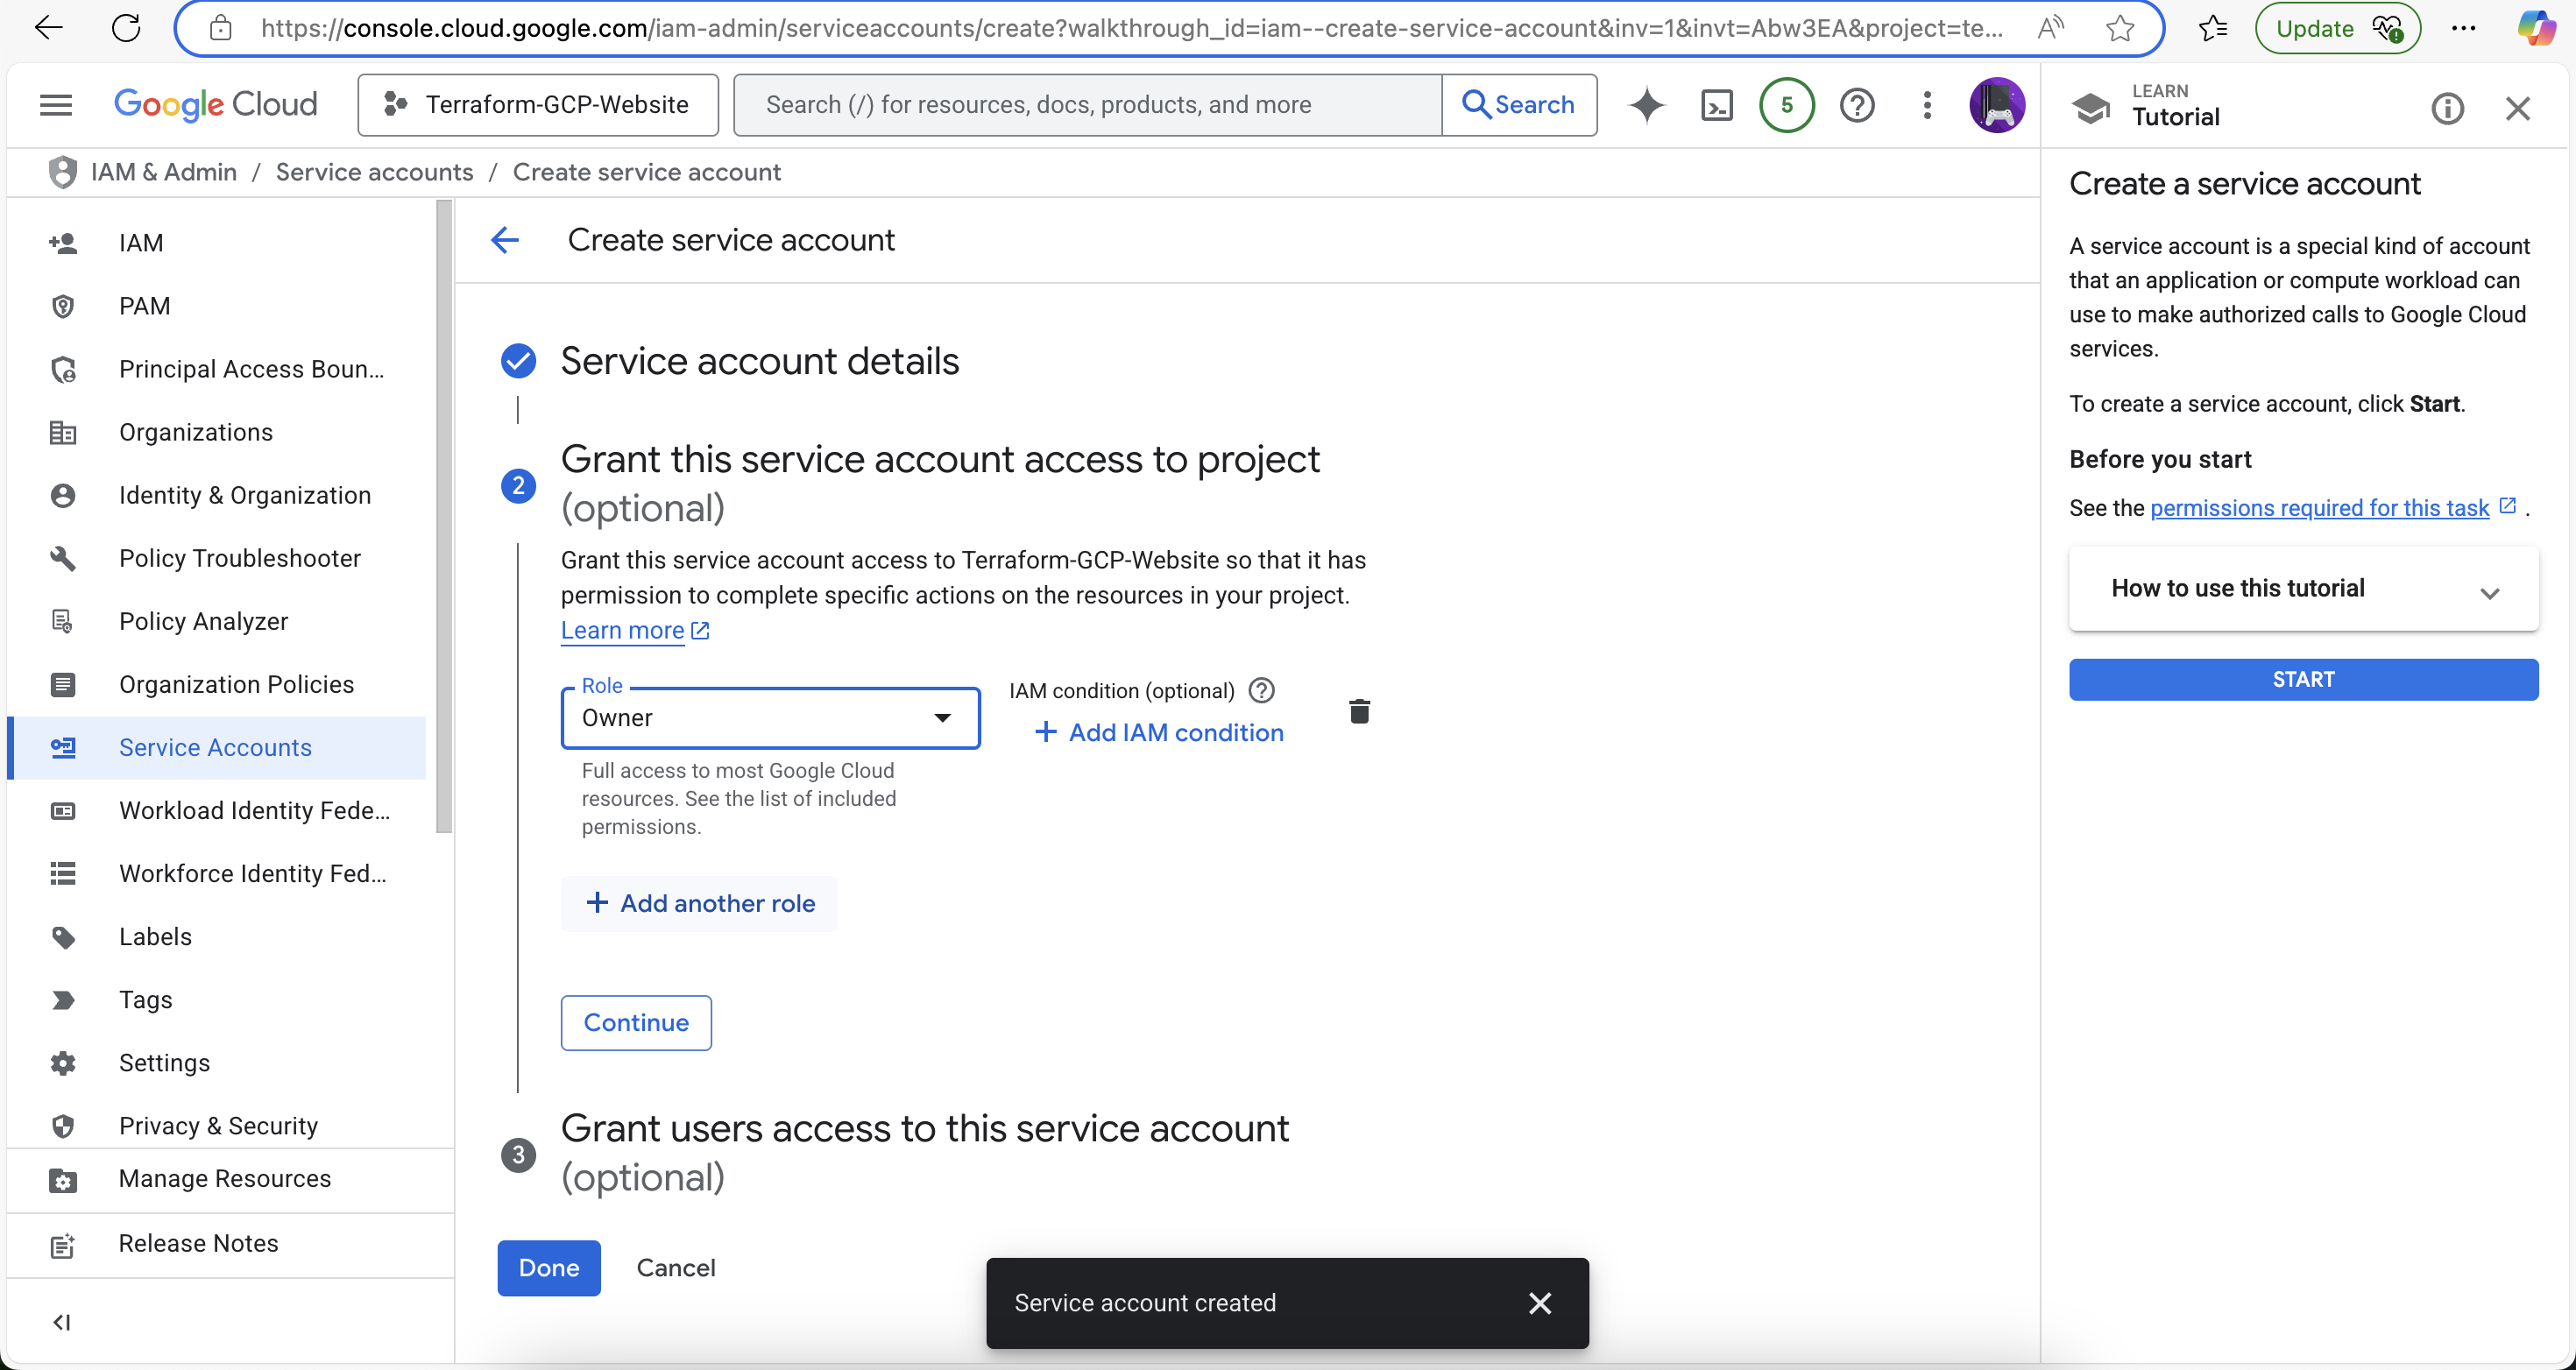 https://console.cloud.google.com/iam-admin/serviceaccounts/create?walkthrough_id=iam--create-service-account&inv=1&invt=Abw3EA&project=te...
Update
Google Cloud
Terraform-GCP-Website
Search (/) for resources, docs, products, and more
Search
5
LEARN
Tutorial
IAM & Admin / Service accounts / Create service account
IAM
PAM
Principal Access Boun...
Organizations
Identity & Organization
Policy Troubleshooter
Policy Analyzer
Organization Policies
Service Accounts
Workload Identity Fede...
Workforce Identity Fed...
Labels
Tags
Settings
Privacy & Security
Manage Resources
Release Notes
Create service account
Service account details
2
Grant this service account access to project
(optional)
Grant this service account access to Terraform-GCP-Website so that it has
permission to complete specific actions on the resources in your project.
Learn more
Role
Owner
IAM condition (optional)
+ Add IAM condition
Full access to most Google Cloud
resources. See the list of included
permissions.
+ Add another role
Continue
3
Grant users access to this service account
(optional)
Done
Cancel
Service account created
Create a service account
A service account is a special kind of account
that an application or compute workload can
use to make authorized calls to Google Cloud
services.
To create a service account, click Start.
Before you start
See the permissions required for this task .
How to use this tutorial
START